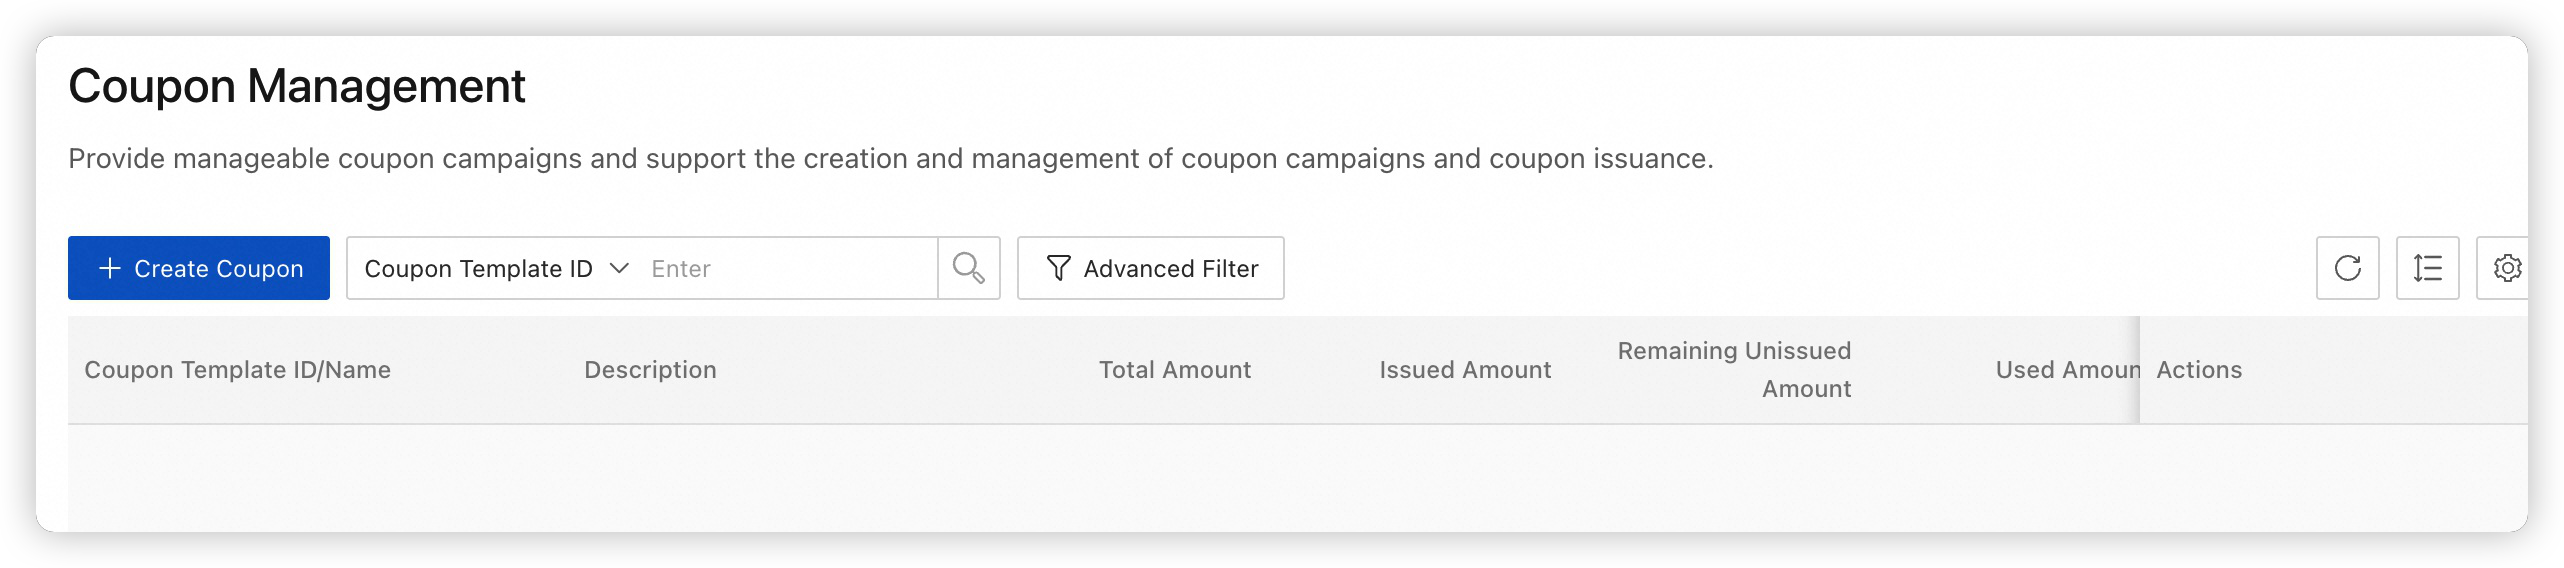 Coupon Management
Provide manageable coupon campaigns and support the creation and management of coupon campaigns and coupon issuance.
Create Coupon
Coupon Template ID
Enter
Advanced Filter
Coupon Template ID/Name
Description
Total Amount
Issued Amount
Remaining Unissued
Amount
Used Amoun
Actions